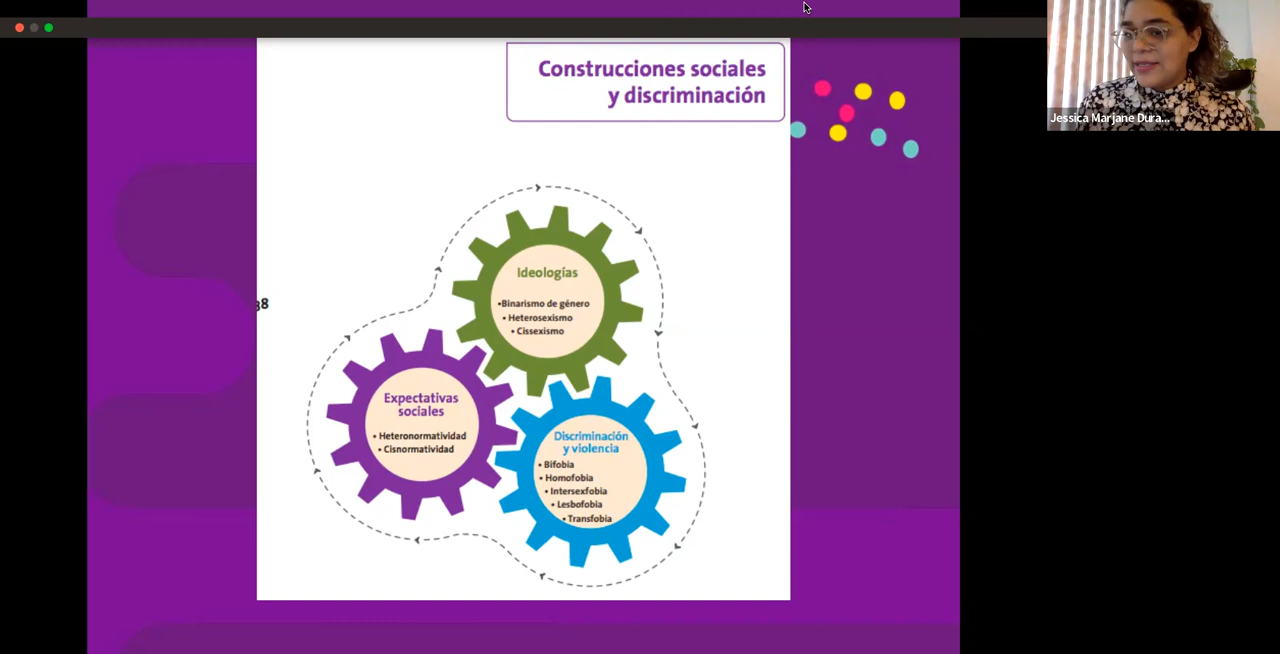 Construcciones sociales
y discriminación
Jessica Marjane Dura...
38
Ideologías
•Binarismo de género
• Heterosexismo
• Cissexismo
Expectativas
sociales
• Heteronormatividad
• Cisnormatividad
Discriminación
y violencia
• Bifobia
• Homofobia
• Intersexfobia
• Lesbofobia
• Transfobia